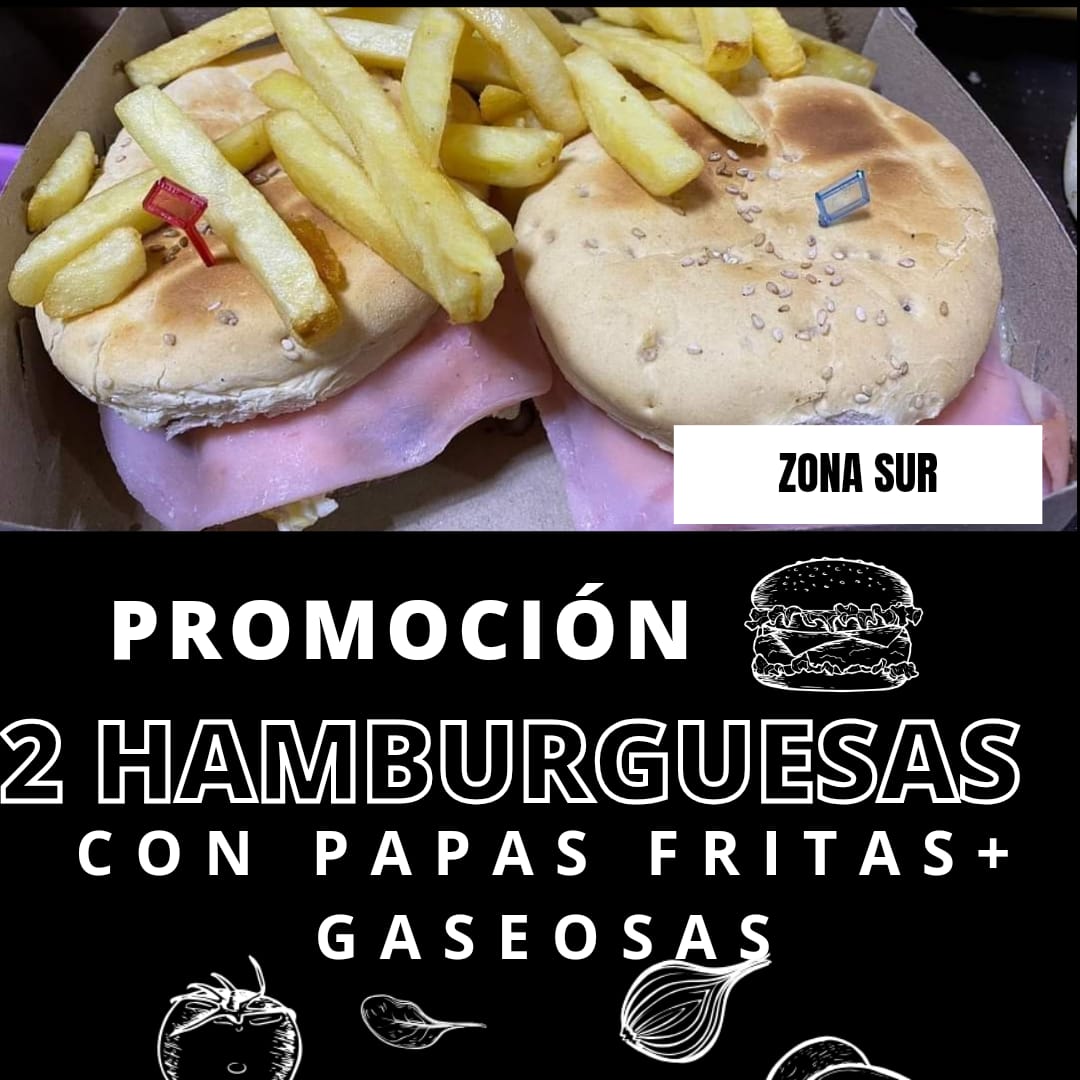 ZONA SUR
PROMOCIÓN
2 HAMBURGUESAS
CON PAPAS FRITAS+
GASEOSAS